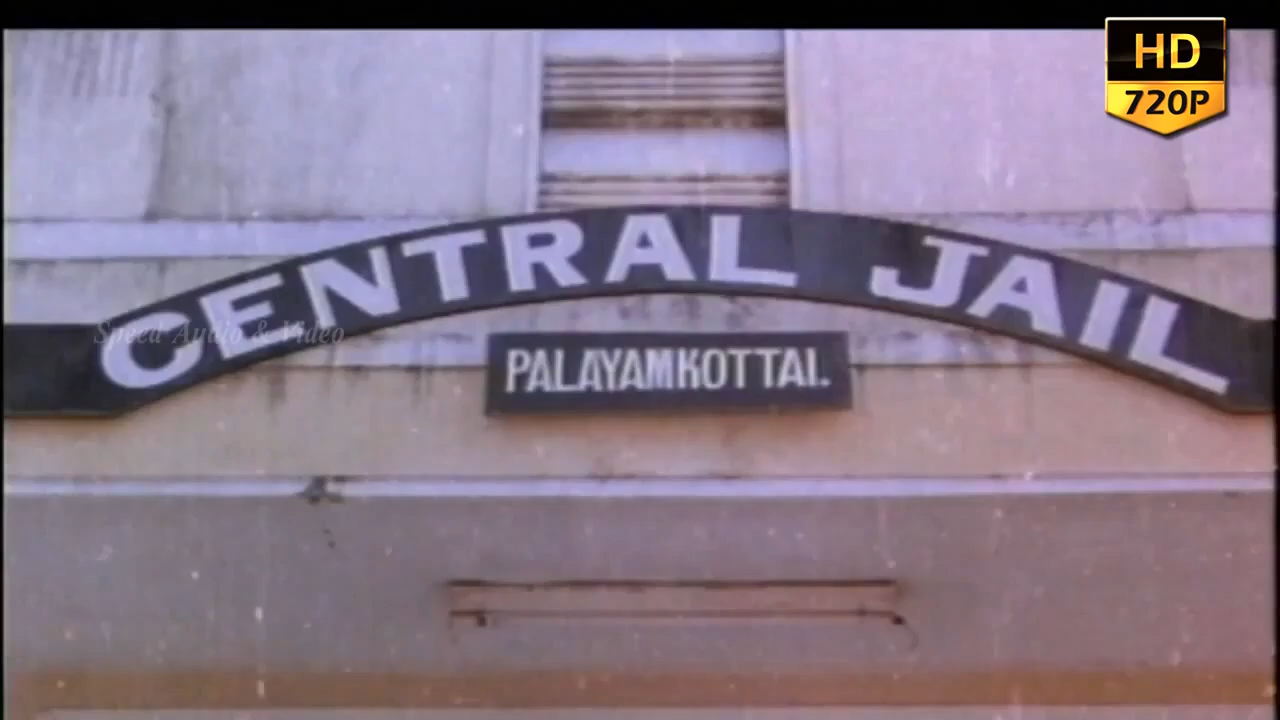 HD
720P
CENTRAL JAIL
Speed Audio & Video
PALAYAMKOTTAI.